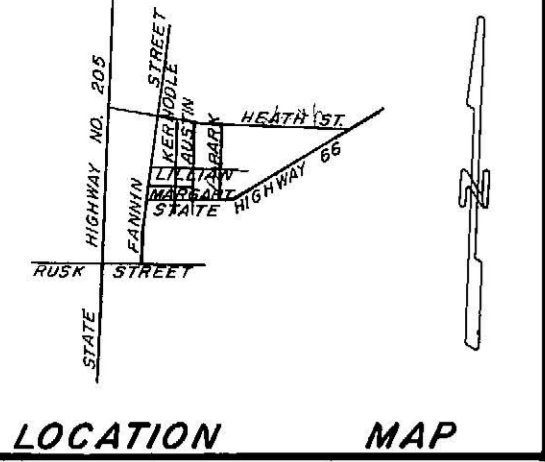 STATE HIGHWAY NO. 205
FANNIN STREET
KERNODLE
AUSTIN
PARK
HEATH ST.
LILLIAN
MARGART
STATE
HIGHWAY 66
RUSK STREET
N
LOCATION MAP